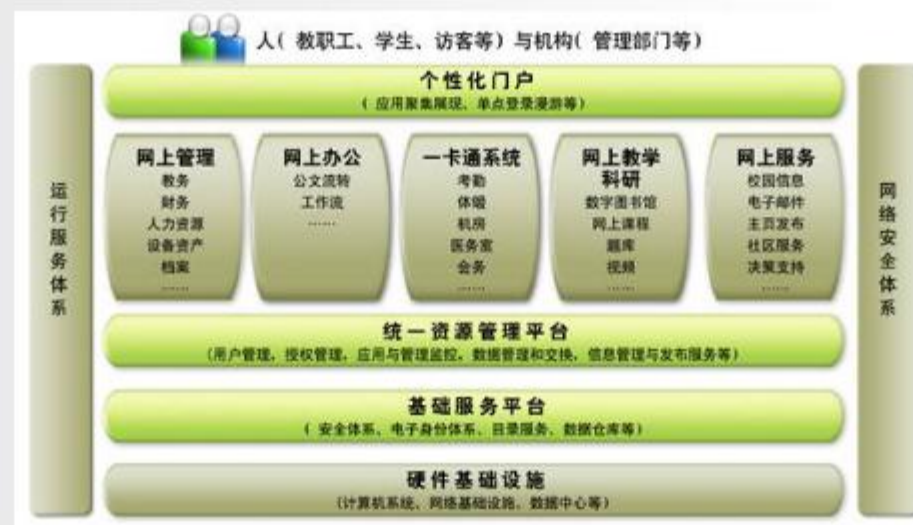 人( 教职工、学生、访客等) 与机构( 管理部门等)
个性化门户
( 应用聚集展现、单点登录漫游等)
运行服务体系
网上管理
教务
财务
人力资源
设备资产
档案
......
网上办公
公文流转
工作流
......
一卡通系统
考勤
体锻
机房
医务室
会务
......
网上教学
科研
数字图书馆
网上课程
题库
视频
......
网上服务
校园信息
电子邮件
主页发布
社区服务
决策支持
......
网络安全体系
统一资源管理平台
(用户管理、授权管理、应用与管理监控、数据管理和交换、信息管理与发布服务等)
基础服务平台
( 安全体系、电子身份体系、目录服务、数据仓库等)
硬件基础设施
(计算机系统、网络基础设施、数据中心等)